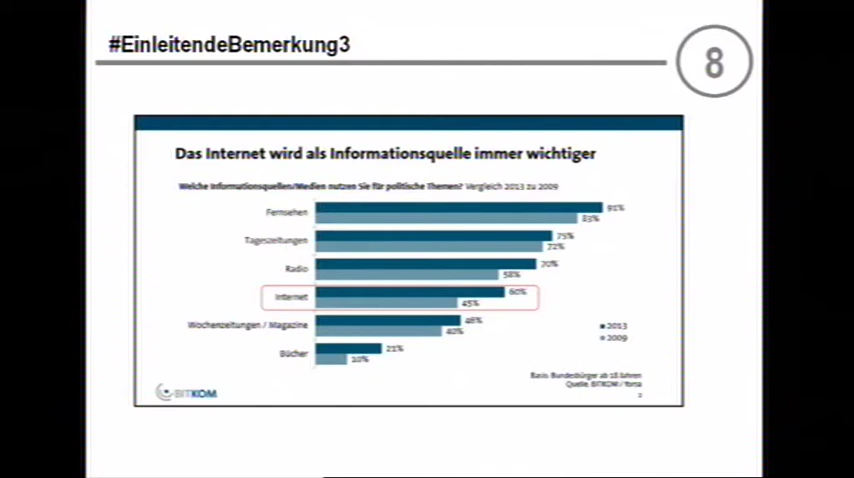 #EinleitendeBemerkung3
8
Das Internet wird als Informationsquelle immer wichtiger
Welche Informationsquellen/Medien nutzen Sie für politische Themen? Vergleich 2013 zu 2009
Fernsehen
91%
83%
Tageszeitungen
75%
72%
Radio
70%
58%
Internet
60%
45%
Wochenzeitungen / Magazine
46%
40%
Bücher
21%
10%
2013
2009
Basis: Bundesbürger ab 18 Jahren
Quelle: BITKOM / forsa
BITKOM
2